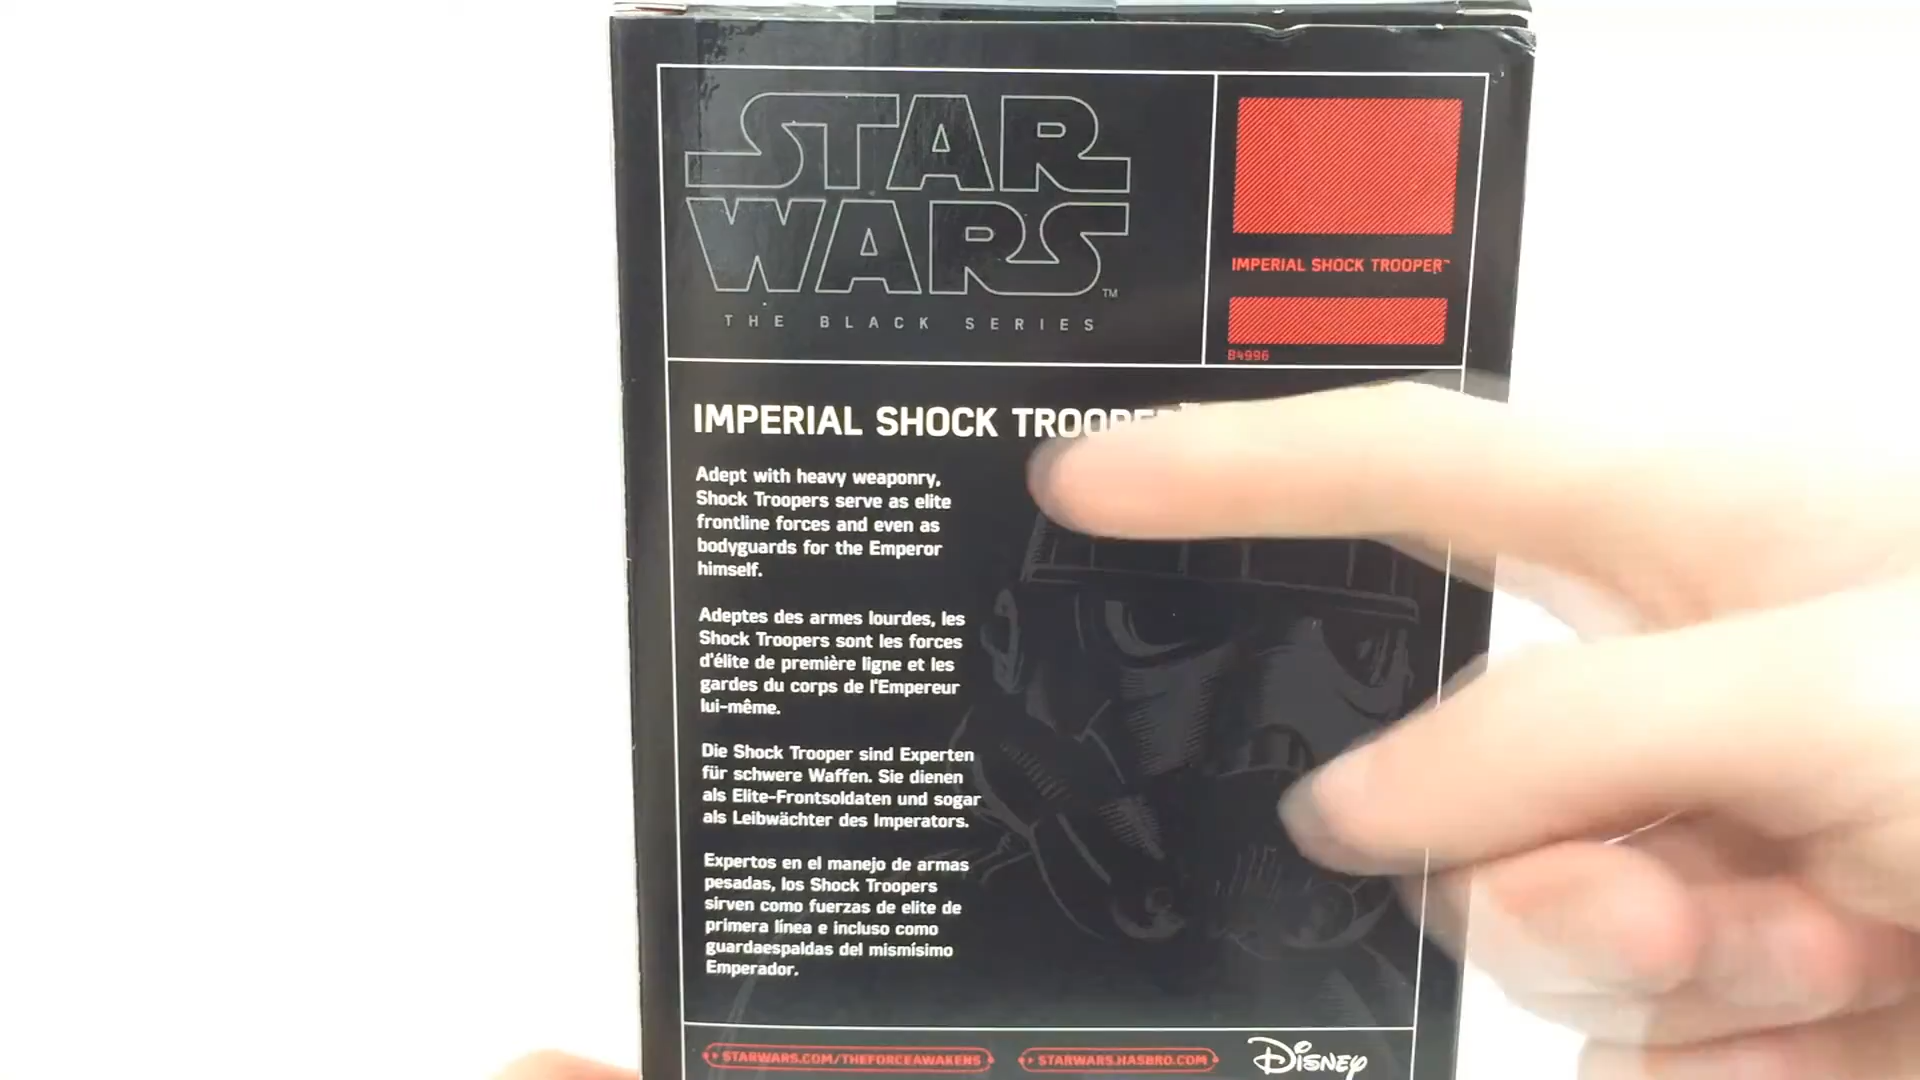 STAR
WARS
TM
THE BLACK SERIES
IMPERIAL SHOCK TROOPER™
B4996
IMPERIAL SHOCK
Adept with heavy weaponry,
Shock Troopers serve as elite
frontline forces and even as
bodyguards for the Emperor
himself.
Adeptes des armes lourdes, les
Shock Troopers sont les forces
d'élite de première ligne et les
gardes du corps de l'Empereur
lui-même.
Die Shock Trooper sind Experten
für schwere Waffen. Sie dienen
als Elite-Frontsoldaten und sogar
als Leibwächter des Imperators.
Expertos en el manejo de armas
pesadas, los Shock Troopers
sirven como fuerzas de elite de
primera línea e incluso como
guardaespaldas del mismísimo
Emperador.
STARWARS.COM/THEFORCEAWAKENS
STARWARS.HASBRO.COM
DISNEY